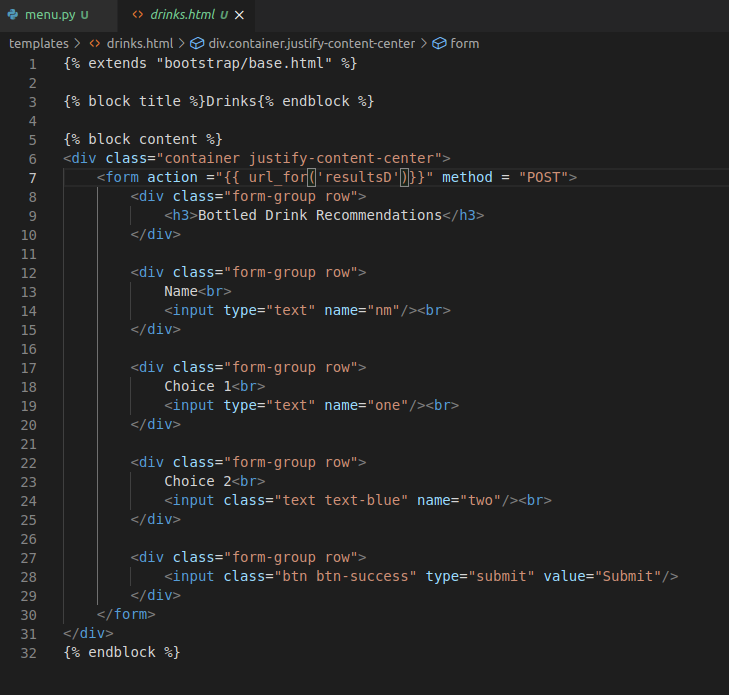 menu.py U drinks.html U ×
templates > drinks.html > div.container.justify-content-center > form
1 {% extends "bootstrap/base.html" %}
2
3 {% block title %}Drinks{% endblock %}
4
5 {% block content %}
6 <div class="container justify-content-center">
7     <form action ="{{ url_for('resultsD')}}" method = "POST">
8         <div class="form-group row">
9             <h3>Bottled Drink Recommendations</h3>
10         </div>
11
12         <div class="form-group row">
13             Name<br>
14             <input type="text" name="nm"/><br>
15         </div>
16
17         <div class="form-group row">
18             Choice 1<br>
19             <input type="text" name="one"/><br>
20         </div>
21
22         <div class="form-group row">
23             Choice 2<br>
24             <input class="text text-blue" name="two"/><br>
25         </div>
26
27         <div class="form-group row">
28             <input class="btn btn-success" type="submit" value="Submit"/>
29         </div>
30     </form>
31 </div>
32 {% endblock %}